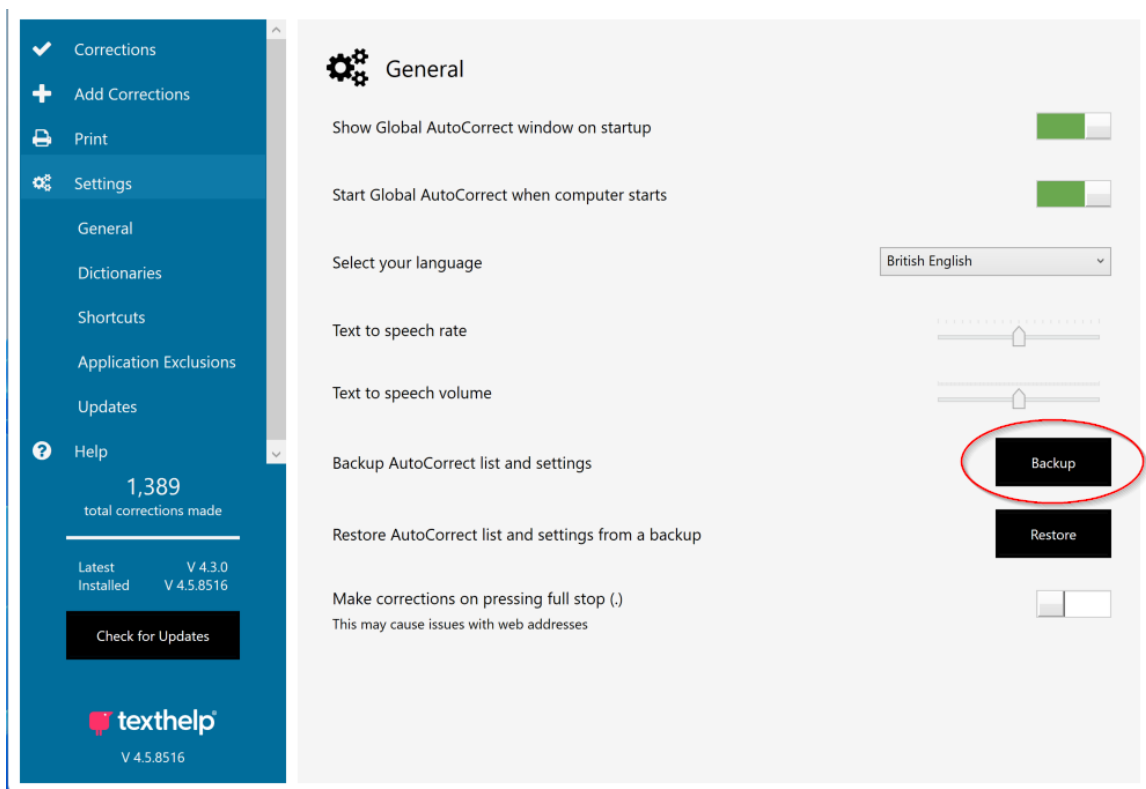 Corrections
Add Corrections
Print
Settings
General
Dictionaries
Shortcuts
Application Exclusions
Updates
Help
1,389
total corrections made
Latest V 4.3.0
Installed V 4.5.8516
Check for Updates
texthelp
V 4.5.8516
General
Show Global AutoCorrect window on startup
Start Global AutoCorrect when computer starts
Select your language British English
Text to speech rate
Text to speech volume
Backup AutoCorrect list and settings Backup
Restore AutoCorrect list and settings from a backup Restore
Make corrections on pressing full stop (.)
This may cause issues with web addresses